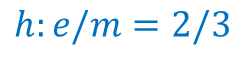 h: e/m = 2/3